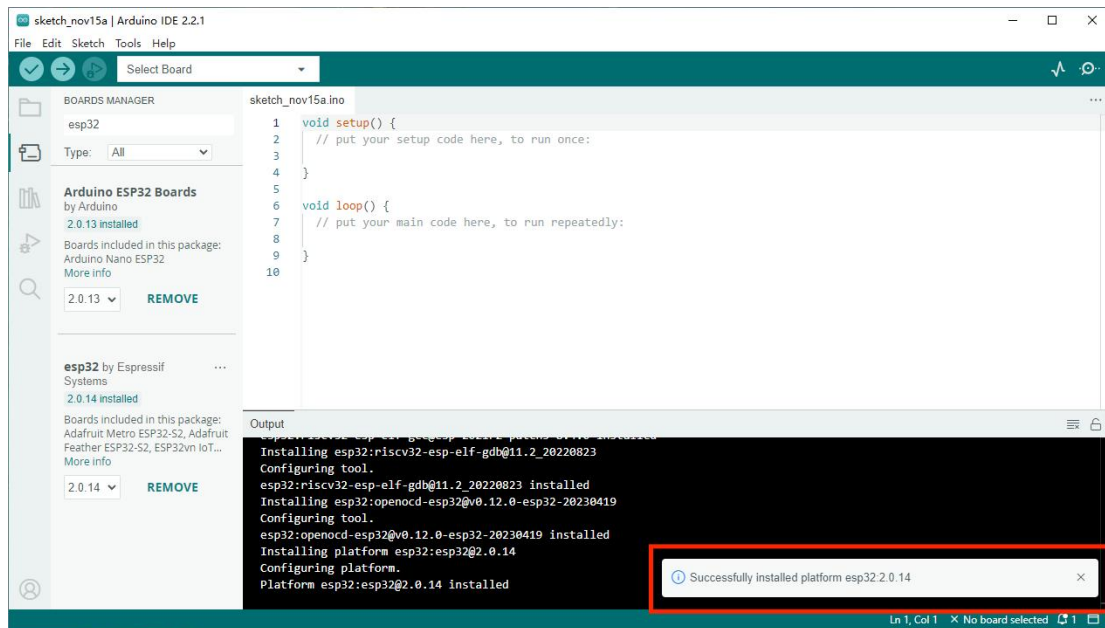 sketch_nov15a | Arduino IDE 2.2.1
File Edit Sketch Tools Help
Select Board
BOARDS MANAGER
esp32
Type: All
Arduino ESP32 Boards
by Arduino
2.0.13 installed
Boards included in this package:
Arduino Nano ESP32
More info
2.0.13 REMOVE
esp32 by Espressif
Systems
2.0.14 installed
Boards included in this package:
Adafruit Metro ESP32-S2, Adafruit
Feather ESP32-S2, ESP32vn IoT...
More info
2.0.14 REMOVE
sketch_nov15a.ino
1 void setup() {
2 // put your setup code here, to run once:
3
4 }
5
6 void loop() {
7 // put your main code here, to run repeatedly:
8
9 }
10
Output
Installing esp32:riscv32-esp-elf-gdb@11.2_20220823
Configuring tool.
esp32:riscv32-esp-elf-gdb@11.2_20220823 installed
Installing esp32:openocd-esp32@v0.12.0-esp32-20230419
Configuring tool.
esp32:openocd-esp32@v0.12.0-esp32-20230419 installed
Installing platform esp32:esp32@2.0.14
Configuring platform.
Platform esp32:esp32@2.0.14 installed
Successfully installed platform esp32:2.0.14
Ln 1, Col 1 × No board selected 1